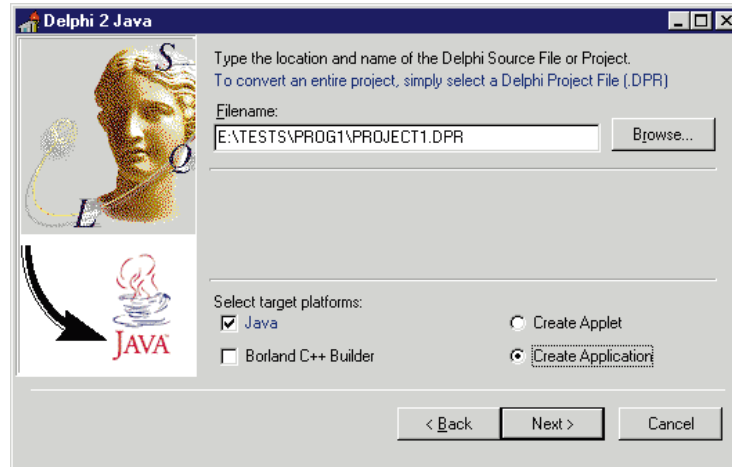 Delphi 2 Java
Type the location and name of the Delphi Source File or Project.
To convert an entire project, simply select a Delphi Project File (.DPR)
Filename:
E:\TESTS\PROG1\PROJECT1.DPR
Browse...
S
Q
L
JAVA
Select target platforms:
Java
Create Applet
Borland C++ Builder
Create Application
< Back
Next >
Cancel